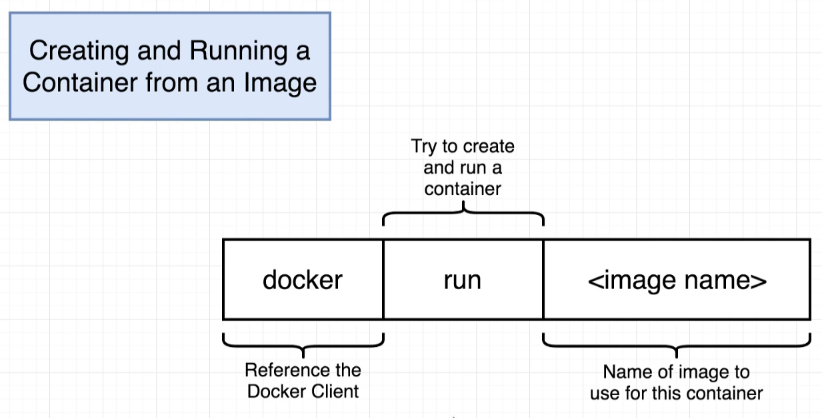 Creating and Running a
Container from an Image
Try to create
and run a
container
docker
run
<image name>
Reference the
Docker Client
Name of image to
use for this container